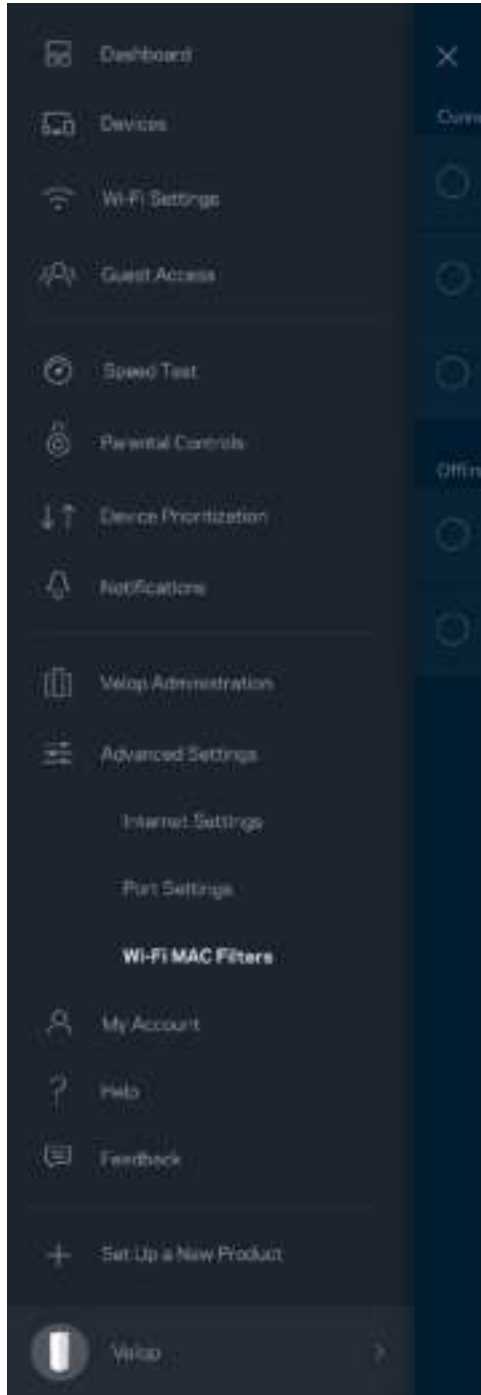 Dashboard
Devices
Wi-Fi Settings
Guest Access
Speed Test
Parental Controls
Device Prioritization
Notifications
Velop Administration
Advanced Settings
Internet Settings
Port Settings
Wi-Fi MAC Filters
My Account
Help
Feedback
Set Up a New Product
Velop